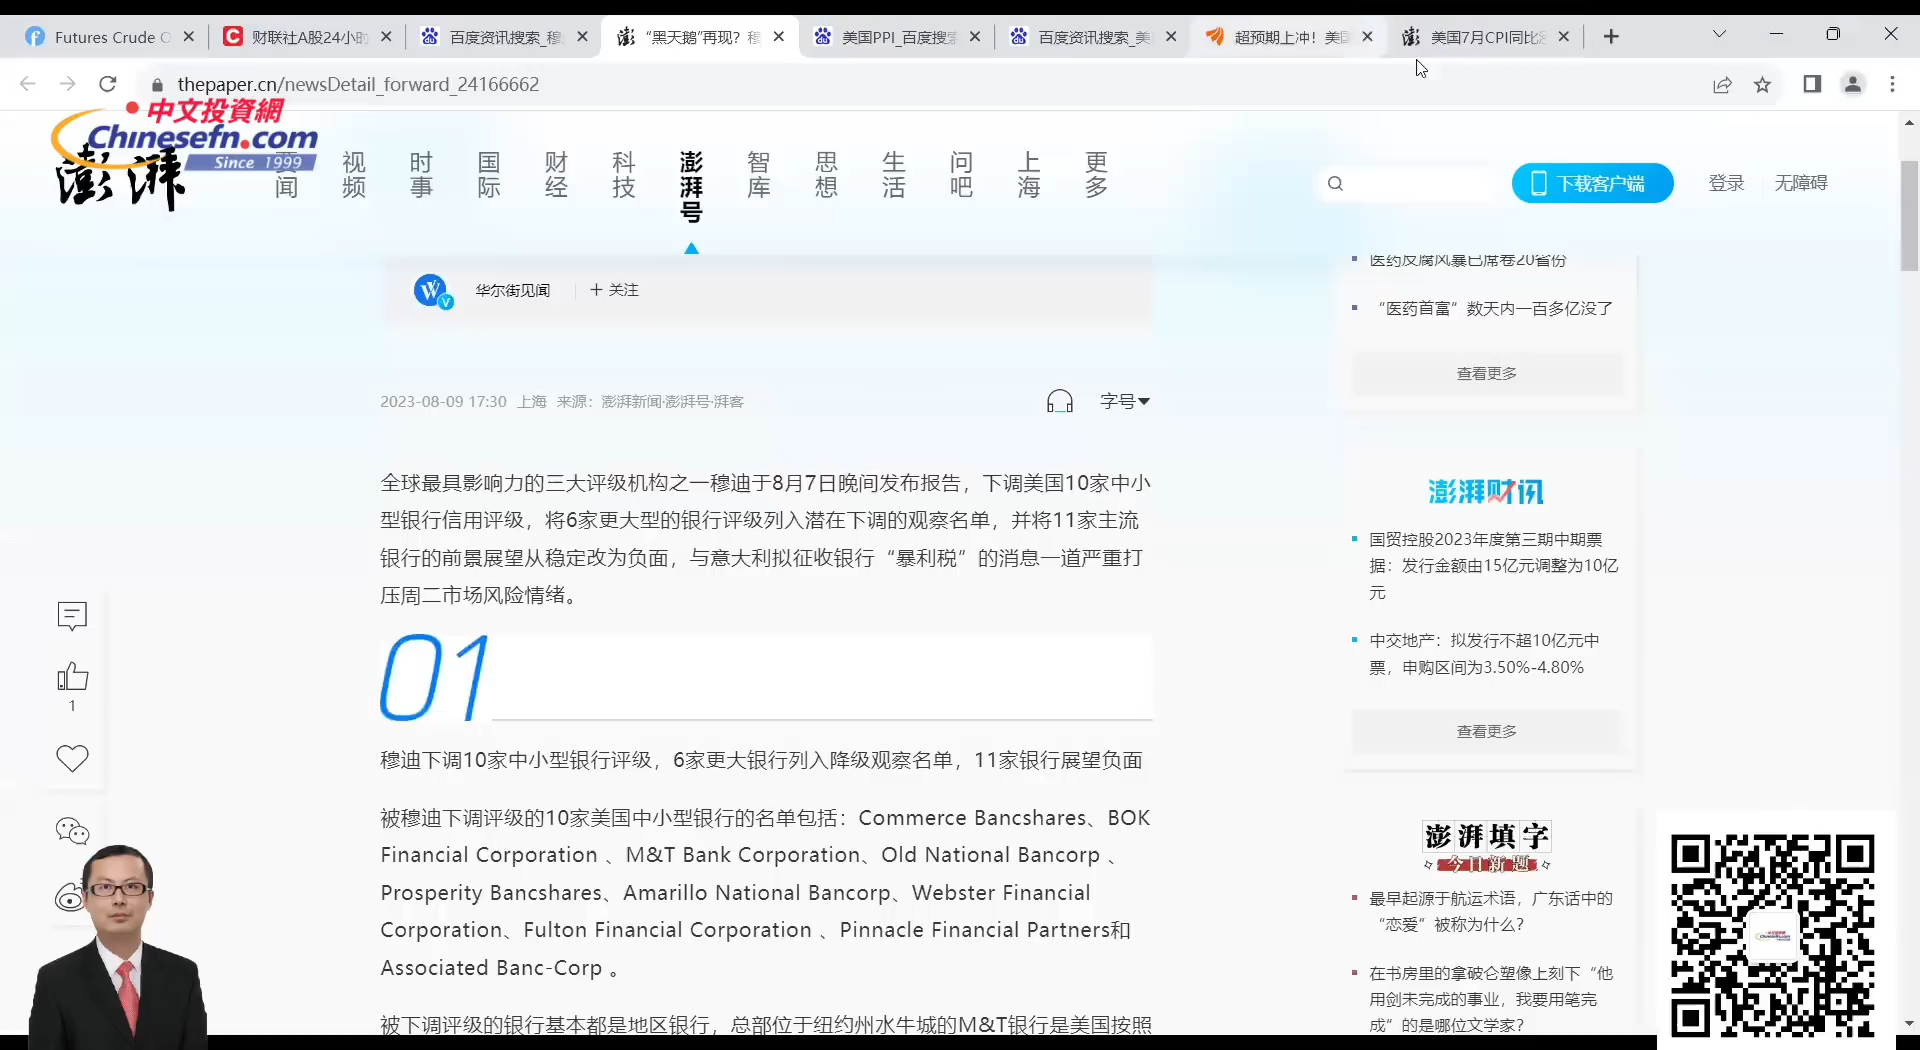 Futures Crude O
财联社A股24小时
百度资讯搜索_穆
“黑天鹅”再现？穆
美国PPI_百度搜索
百度资讯搜索_美
超预期上冲！美
美国7月CPI同比
thepaper.cn/newsDetail_forward_24166662
中文投資網
Chinesefn.com
Since 1999
澎湃
要闻
视频
时事
国际
财经
科技
澎湃号
智库
思想
生活
问吧
上海
更多
下载客户端
登录
无障碍
华尔街见闻
+ 关注
2023-08-09 17:30 上海 来源：澎湃新闻·澎湃号·湃客
字号
全球最具影响力的三大评级机构之一穆迪于8月7日晚间发布报告，下调美国10家中小
型银行信用评级，将6家更大型的银行评级列入潜在下调的观察名单，并将11家主流
银行的前景展望从稳定改为负面，与意大利拟征收银行“暴利税”的消息一道严重打
压周二市场风险情绪。
01
穆迪下调10家中小型银行评级，6家更大银行列入降级观察名单，11家银行展望负面
被穆迪下调评级的10家美国中小型银行的名单包括：Commerce Bancshares、BOK
Financial Corporation 、M&T Bank Corporation、Old National Bancorp 、
Prosperity Bancshares、Amarillo National Bancorp、Webster Financial
Corporation、Fulton Financial Corporation 、Pinnacle Financial Partners和
Associated Banc-Corp 。
被下调评级的银行基本都是地区银行，总部位于纽约州水牛城的M&T银行是美国按照
1
医药反腐风暴已席卷20省份
“医药首富”数天内一百多亿没了
查看更多
澎湃财讯
国贸控股2023年度第三期中期票
据：发行金额由15亿元调整为10亿
元
中交地产：拟发行不超10亿元中
票，申购区间为3.50%-4.80%
查看更多
澎湃填字
今日新题
最早起源于航运术语，广东话中的
“恋爱”被称为什么？
在书房里的拿破仑塑像上刻下“他
用剑未完成的事业，我要用笔完
成”的是哪位文学家？